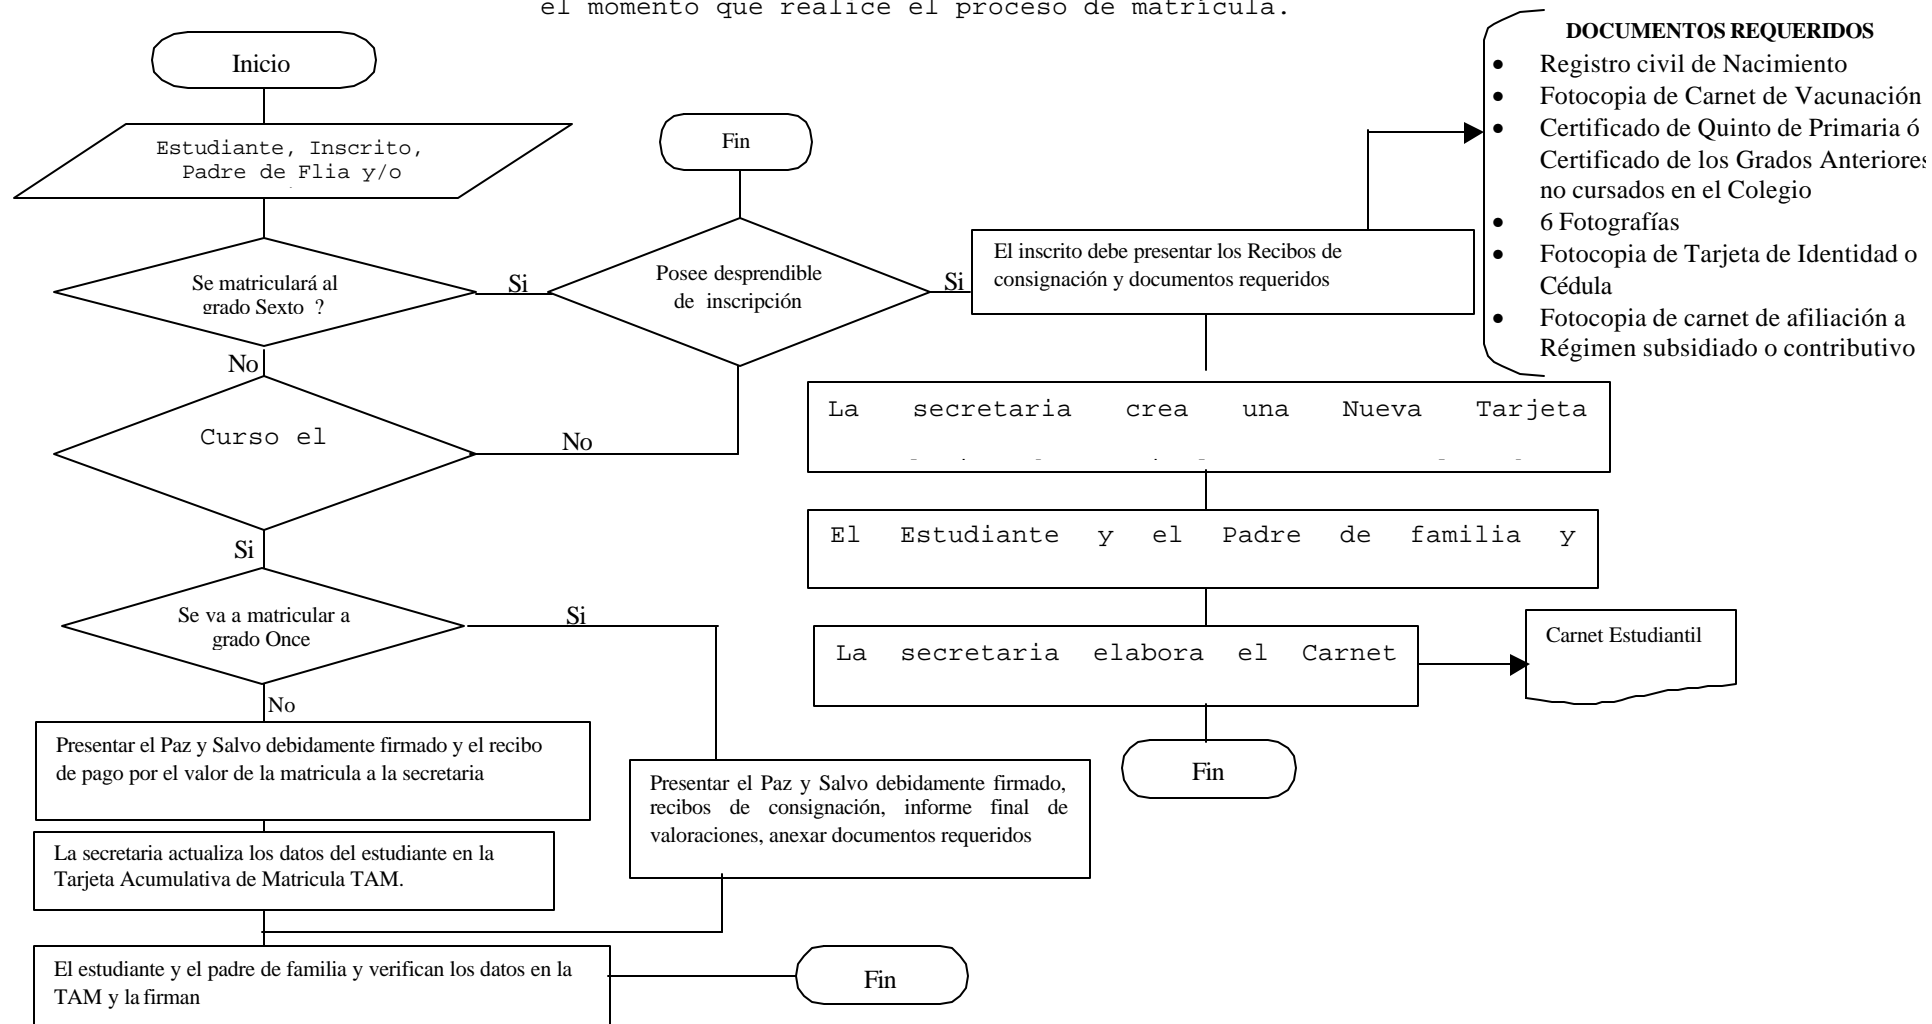 el momento que realice el proceso de matrícula.
Inicio
Estudiante, Inscrito,
Padre de Flia y/o
Se matriculará al
grado Sexto ?
Si
No
Fin
Posee desprendible
de inscripción
Si
El inscrito debe presentar los Recibos de
consignación y documentos requeridos
DOCUMENTOS REQUERIDOS
• Registro civil de Nacimiento
• Fotocopia de Carnet de Vacunación
• Certificado de Quinto de Primaria ó
Certificado de los Grados Anteriores
no cursados en el Colegio
• 6 Fotografías
• Fotocopia de Tarjeta de Identidad o
Cédula
• Fotocopia de carnet de afiliación a
Régimen subsidiado o contributivo
Curso el
No
Si
La secretaria crea una Nueva Tarjeta
El Estudiante y el Padre de familia y
La secretaria elabora el Carnet
Carnet Estudiantil
Fin
Se va a matricular a
grado Once
Si
No
Presentar el Paz y Salvo debidamente firmado y el recibo
de pago por el valor de la matricula a la secretaria
Presentar el Paz y Salvo debidamente firmado,
recibos de consignación, informe final de
valoraciones, anexar documentos requeridos
La secretaria actualiza los datos del estudiante en la
Tarjeta Acumulativa de Matricula TAM.
El estudiante y el padre de familia y verifican los datos en la
TAM y la firman
Fin